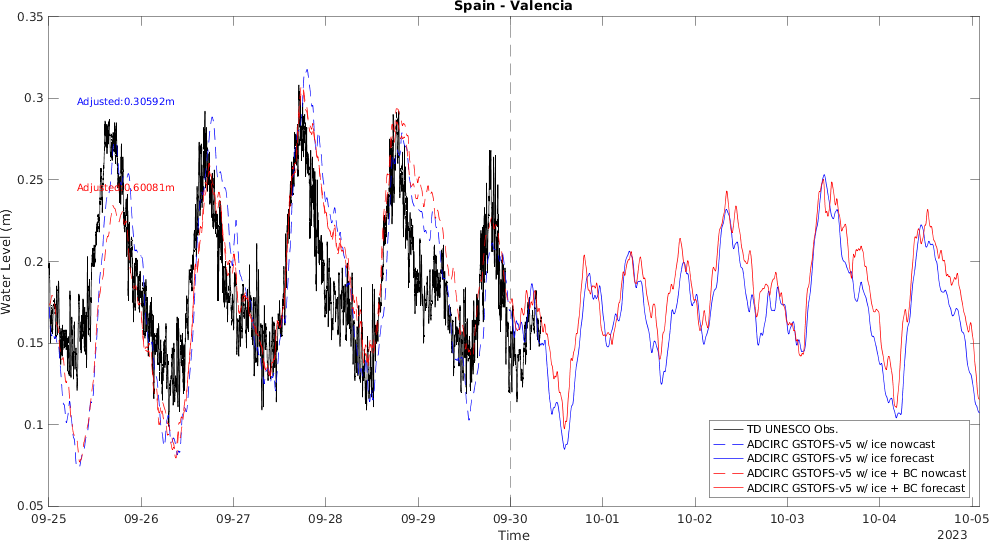 Spain - Valencia
0.35
0.3
0.25
0.2
0.15
0.1
0.05
Water Level (m)
Adjusted:0.30592m
Adjusted:0.60081m
TD UNESCO Obs.
ADCIRC GSTOFS-v5 w/ ice nowcast
ADCIRC GSTOFS-v5 w/ ice forecast
ADCIRC GSTOFS-v5 w/ ice + BC nowcast
ADCIRC GSTOFS-v5 w/ ice + BC forecast
09-25 09-26 09-27 09-28 09-29 09-30 10-01 10-02 10-03 10-04 10-05
Time
2023